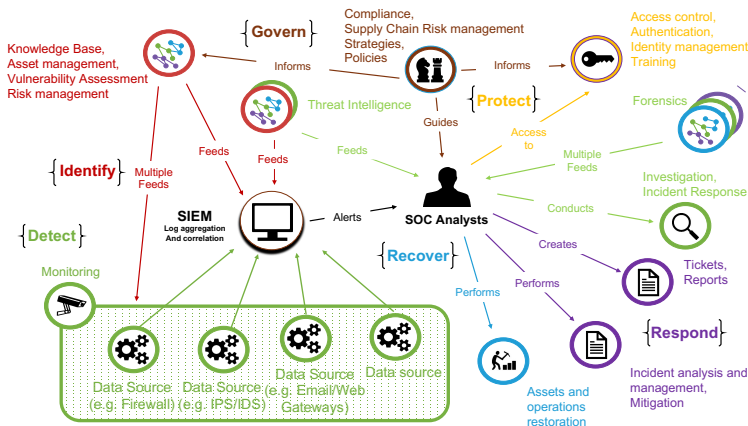 {Govern}
Compliance,
Supply Chain Risk management
Strategies,
Policies
Access control,
Authentication,
Identity management
Training
Knowledge Base,
Asset management,
Vulnerability Assessment
Risk management
Informs
Informs
Threat Intelligence
{Protect}
Forensics
Guides
Access
to
Feeds
Feeds
Feeds
Multiple
Feeds
{Identify}
Multiple
Feeds
Investigation,
Incident Response
SIEM
Log aggregation
And correlation
Alerts
SOC Analysts
Conducts
{Detect}
{Recover}
Creates
Monitoring
Tickets,
Reports
Performs
Performs
{Respond}
Data Source
(e.g. Firewall)
Data Source
(e.g. IPS/IDS)
Data Source
(e.g. Email/Web
Gateways)
Data source
Assets and
operations
restoration
Incident analysis and
management,
Mitigation